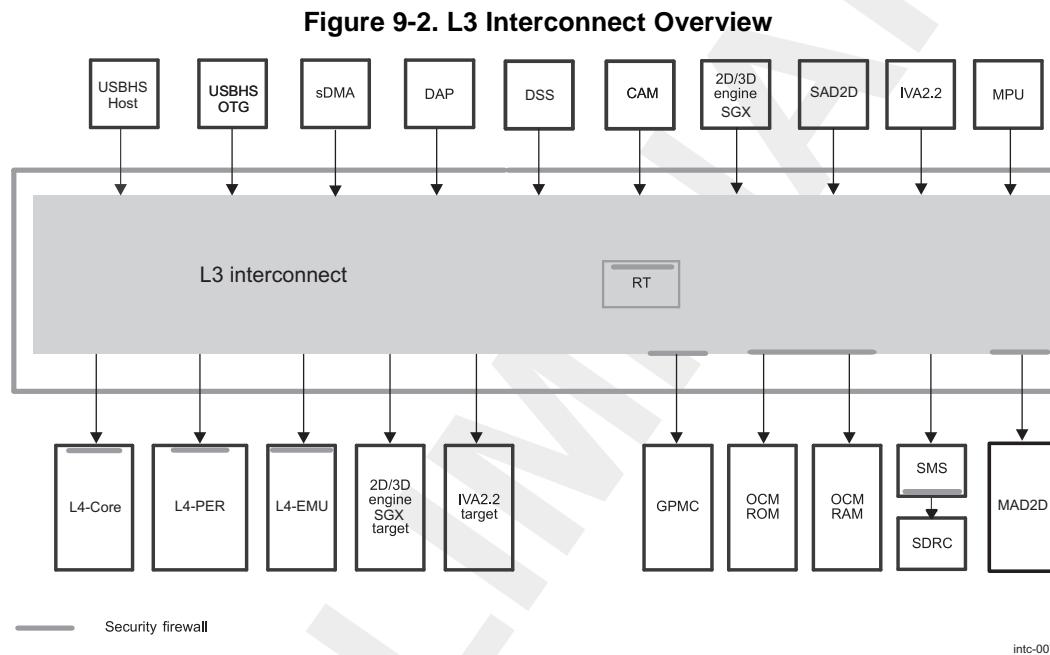 Figure 9-2. L3 Interconnect Overview
USBHS
Host
USBHS
OTG
sDMA
DAP
DSS
CAM
2D/3D
engine
SGX
SAD2D
IVA2.2
MPU
L3 interconnect
RT
L4-Core
L4-PER
L4-EMU
2D/3D
engine
SGX
target
IVA2.2
target
GPMC
OCM
ROM
OCM
RAM
SMS
SDRC
MAD2D
Security firewall
intc-00